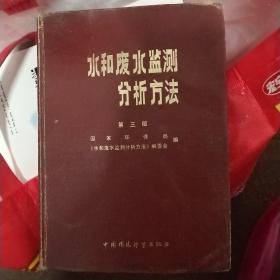 水和废水监测
分析方法
第三版
国家环保局
《水和废水监测分析方法》编委会
编
中国环境科学出版社